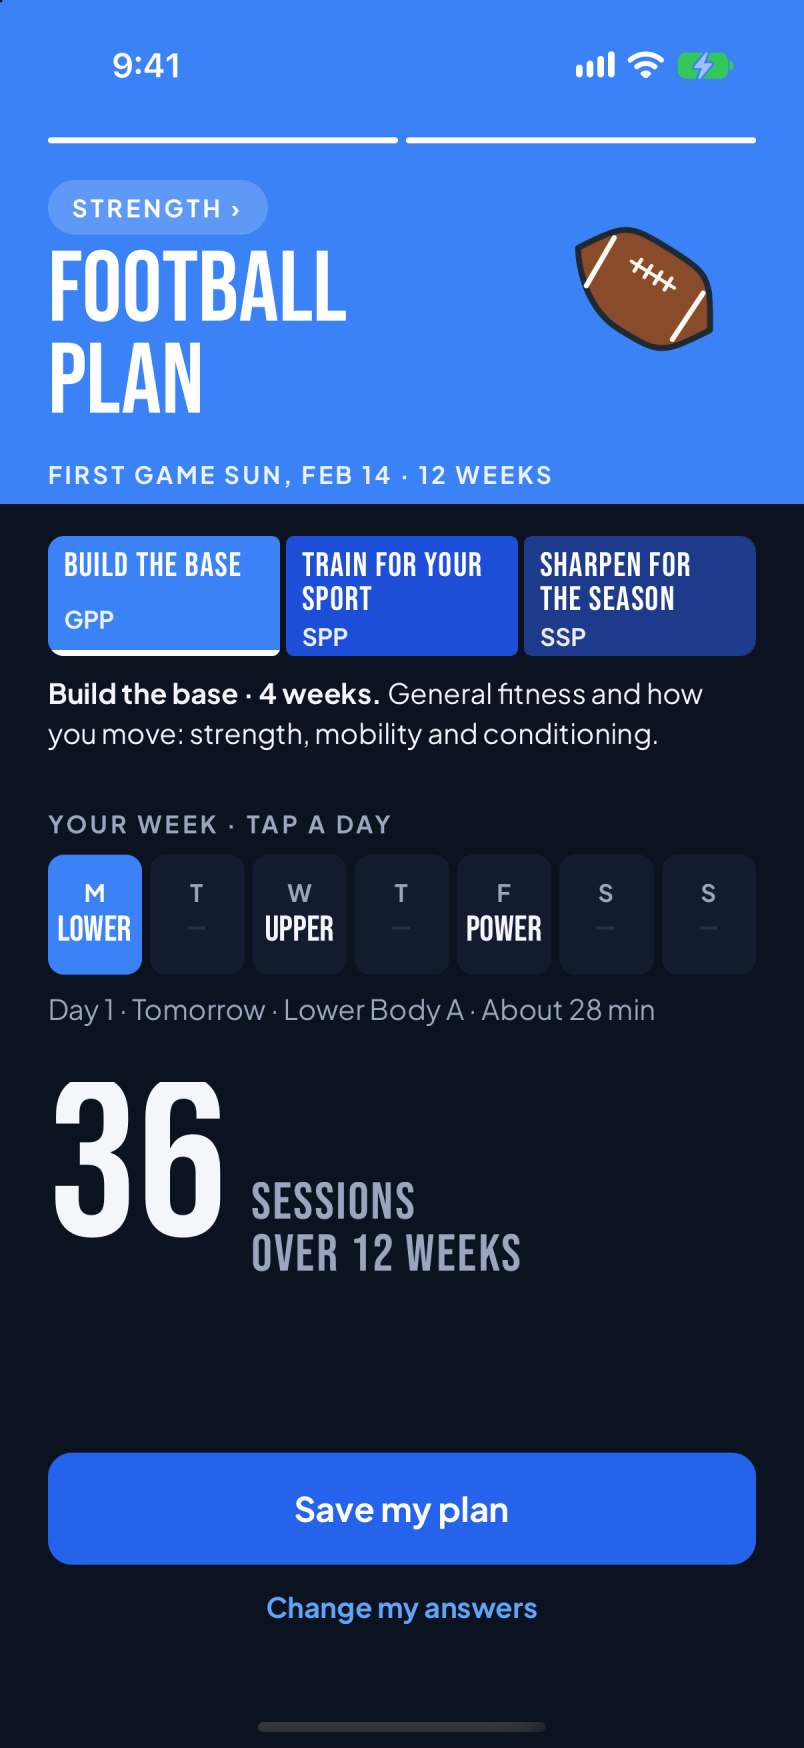 9:41
STRENGTH ›
FOOTBALL
PLAN
FIRST GAME SUN, FEB 14 · 12 WEEKS
BUILD THE BASE
GPP
TRAIN FOR YOUR
SPORT
SPP
SHARPEN FOR
THE SEASON
SSP
Build the base · 4 weeks. General fitness and how
you move: strength, mobility and conditioning.
YOUR WEEK · TAP A DAY
M
LOWER
T
—
W
UPPER
T
—
F
POWER
S
—
S
—
Day 1 · Tomorrow · Lower Body A · About 28 min
36
SESSIONS
OVER 12 WEEKS
Save my plan
Change my answers